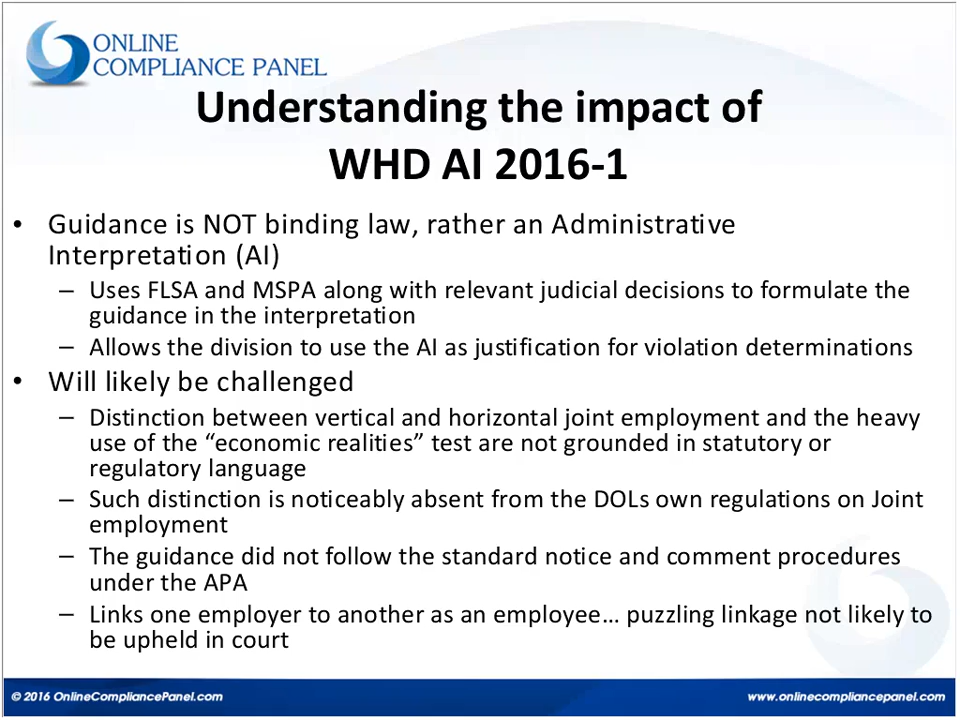 ONLINE
COMPLIANCE PANEL
Understanding the impact of
WHD AI 2016-1
• Guidance is NOT binding law, rather an Administrative
Interpretation (AI)
– Uses FLSA and MSPA along with relevant judicial decisions to formulate the
guidance in the interpretation
– Allows the division to use the AI as justification for violation determinations
• Will likely be challenged
– Distinction between vertical and horizontal joint employment and the heavy
use of the “economic realities” test are not grounded in statutory or
regulatory language
– Such distinction is noticeably absent from the DOLs own regulations on Joint
employment
– The guidance did not follow the standard notice and comment procedures
under the APA
– Links one employer to another as an employee... puzzling linkage not likely to
be upheld in court
© 2016 OnlineCompliancePanel.com
www.onlinecompliancepanel.com